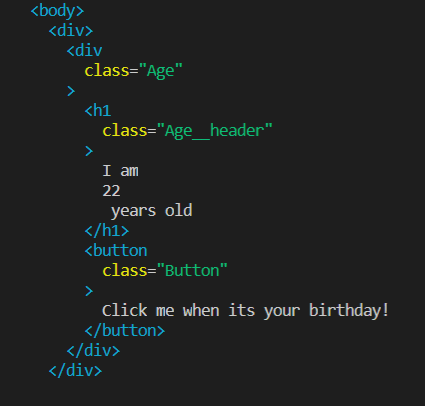 <body>
<div>
<div
class="Age"
>
<h1
class="Age__header"
>
I am
22
years old
</h1>
<button
class="Button"
>
Click me when its your birthday!
</button>
</div>
</div>